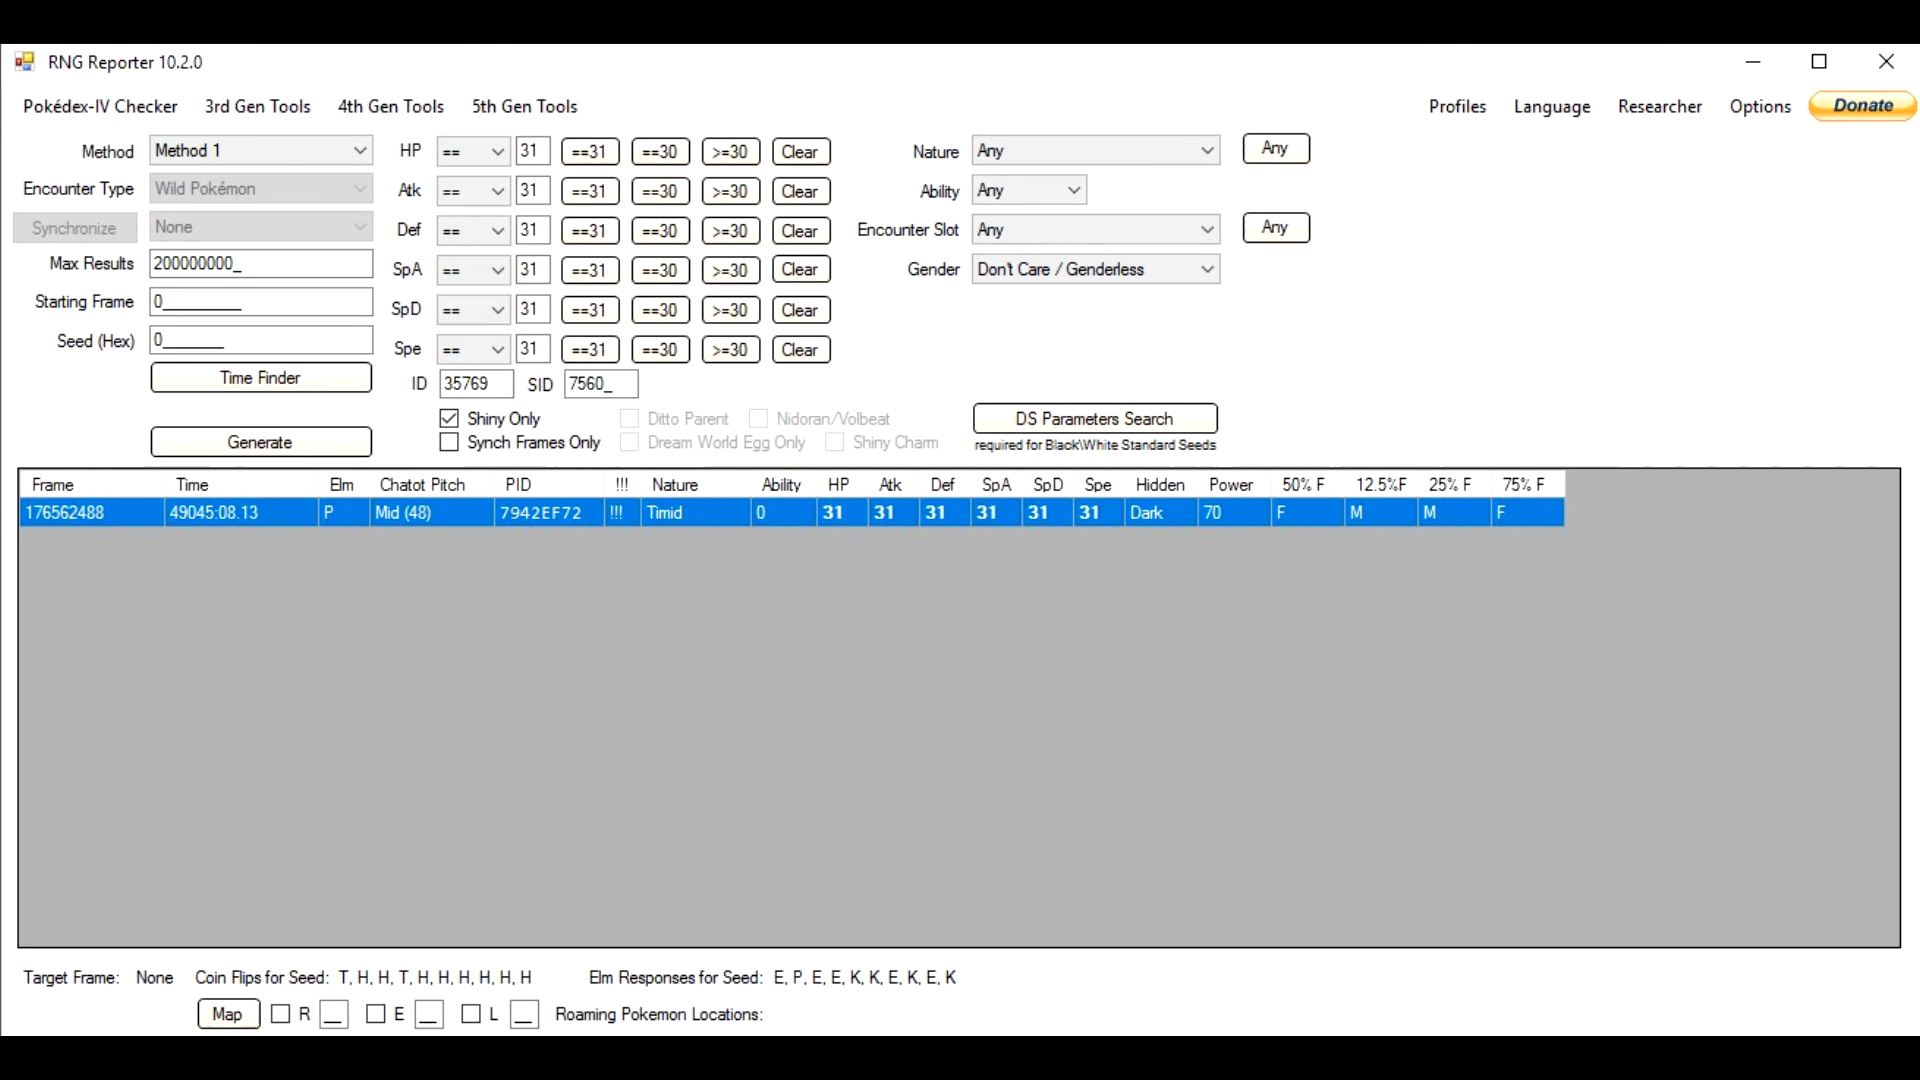 RNG Reporter 10.2.0
Pokédex-IV Checker 3rd Gen Tools 4th Gen Tools 5th Gen Tools Profiles Language Researcher Options Donate
Method Method 1 HP == 31 ==31 ==30 >=30 Clear Nature Any Any
Encounter Type Wild Pokémon Atk == 31 ==31 ==30 >=30 Clear Ability Any
Synchronize None Def == 31 ==31 ==30 >=30 Clear Encounter Slot Any Any
Max Results 200000000_ SpA == 31 ==31 ==30 >=30 Clear Gender Don't Care / Genderless
Starting Frame 0_________ SpD == 31 ==31 ==30 >=30 Clear
Seed (Hex) 0_______ Spe == 31 ==31 ==30 >=30 Clear
Time Finder ID 35769 SID 7560_
Shiny Only Ditto Parent Nidoran/Volbeat DS Parameters Search
Generate Synch Frames Only Dream World Egg Only Shiny Charm required for Black\White Standard Seeds
Frame Time Elm Chatot Pitch PID !!! Nature Ability HP Atk Def SpA SpD Spe Hidden Power 50% F 12.5%F 25% F 75% F
176562488 49045:08.13 P Mid (48) 7942EF72 !!! Timid 0 31 31 31 31 31 31 Dark 70 F M M F
Target Frame: None Coin Flips for Seed: T, H, H, T, H, H, H, H, H, H Elm Responses for Seed: E, P, E, E, K, K, E, K, E, K
Map R __ E __ L __ Roaming Pokemon Locations: